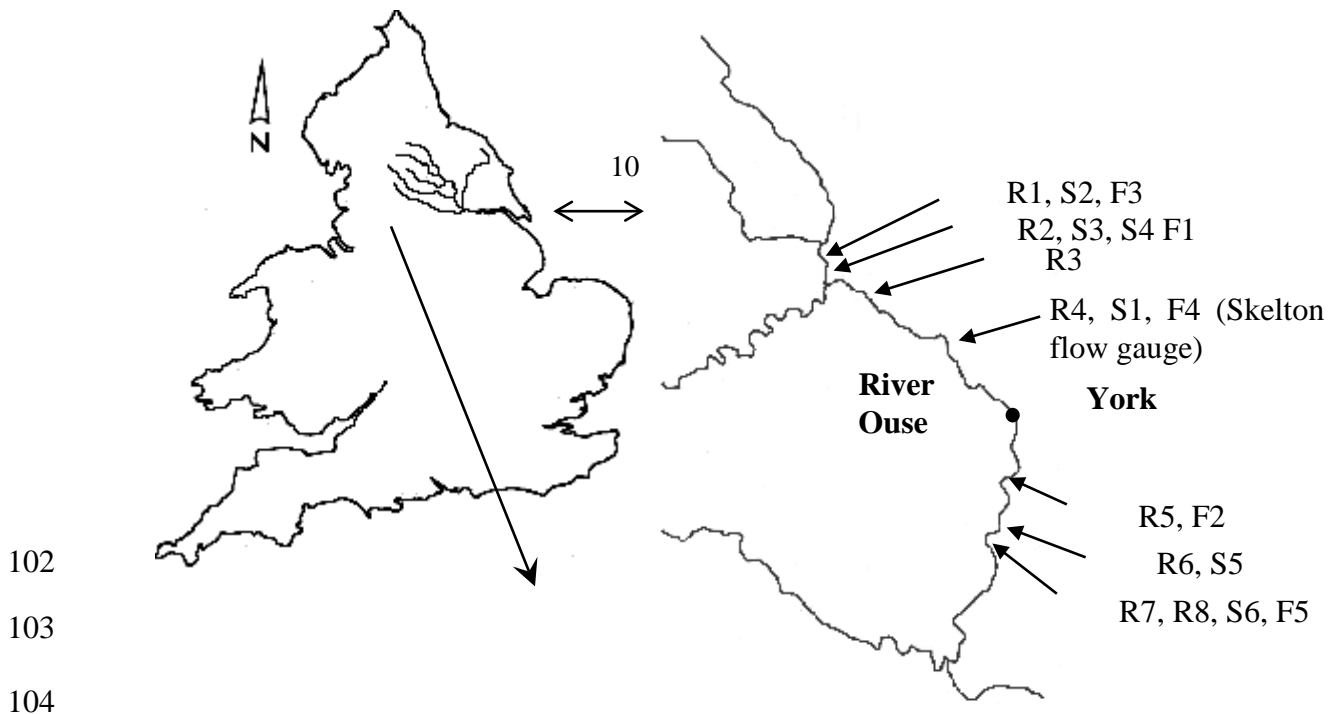 N
10
R1, S2, F3
R2, S3, S4 F1
R3
R4, S1, F4 (Skelton
flow gauge)
River
Ouse
York
R5, F2
R6, S5
R7, R8, S6, F5
102
103
104